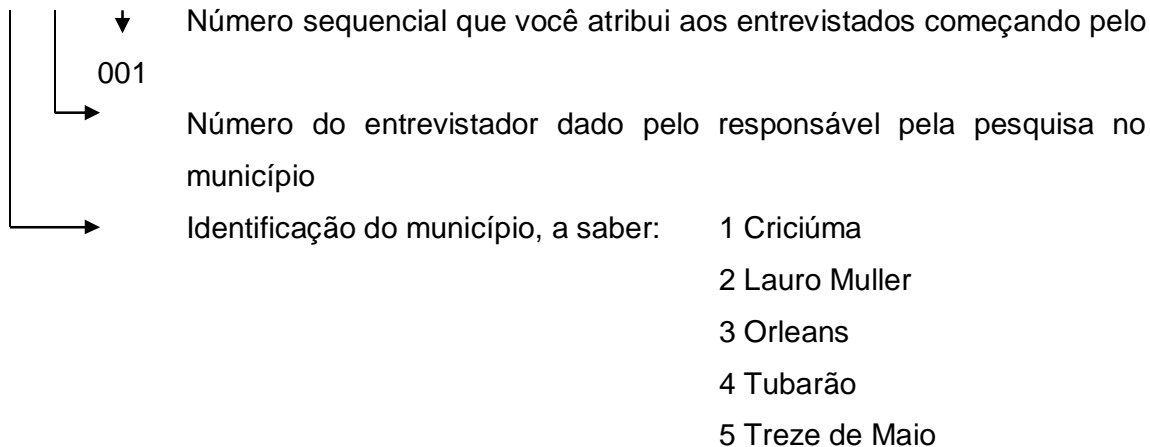 Número sequencial que você atribui aos entrevistados começando pelo
001
Número do entrevistador dado pelo responsável pela pesquisa no
município
Identificação do município, a saber: 1 Criciúma
2 Lauro Muller
3 Orleans
4 Tubarão
5 Treze de Maio